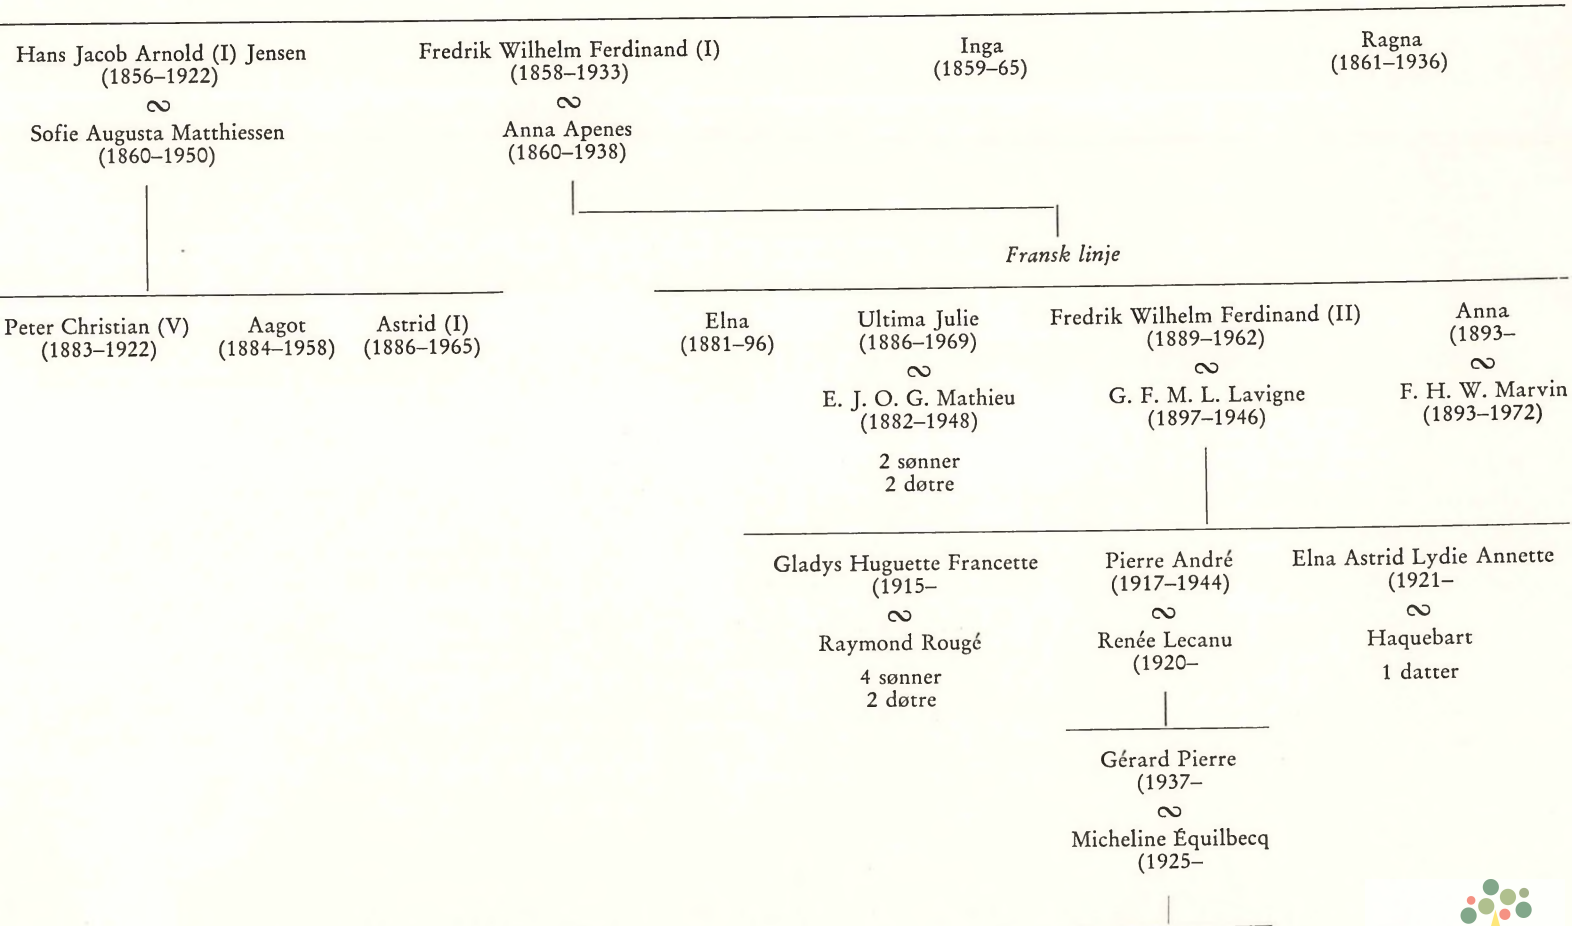 Hans Jacob Arnold (I) Jensen
(1856–1922)
∾
Sofie Augusta Matthiessen
(1860–1950)
Fredrik Wilhelm Ferdinand (I)
(1858–1933)
∾
Anna Apenes
(1860–1938)
Inga
(1859–65)
Ragna
(1861–1936)
Fransk linje
Peter Christian (V)
(1883–1922)
Aagot
(1884–1958)
Astrid (I)
(1886–1965)
Elna
(1881–96)
Ultima Julie
(1886–1969)
∾
E. J. O. G. Mathieu
(1882–1948)
2 sønner
2 døtre
Fredrik Wilhelm Ferdinand (II)
(1889–1962)
∾
G. F. M. L. Lavigne
(1897–1946)
Anna
(1893–
∾
F. H. W. Marvin
(1893–1972)
Gladys Huguette Francette
(1915–
∾
Raymond Rougé
4 sønner
2 døtre
Pierre André
(1917–1944)
∾
Renée Lecanu
(1920–
Elna Astrid Lydie Annette
(1921–
∾
Haquebart
1 datter
Gérard Pierre
(1937–
∾
Micheline Équilbecq
(1925–